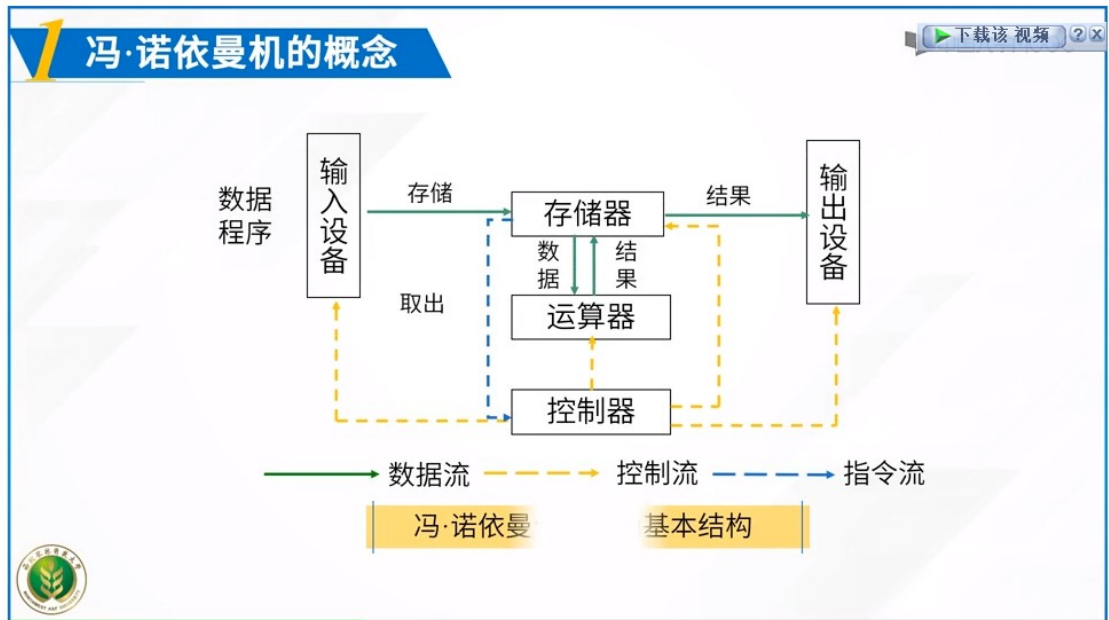 1
冯·诺依曼机的概念
下载该 视频
数据
程序
输入设备
存储
存储器
结果
输出设备
数据
结果
取出
运算器
控制器
数据流
控制流
指令流
冯·诺依曼
基本结构